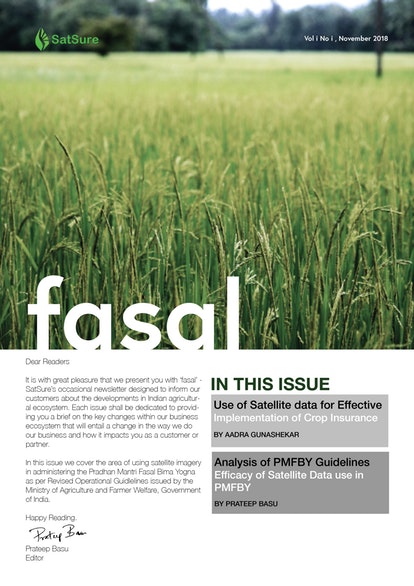 SatSure
Vol i No i , November 2018
fasal
Dear Readers
It is with great pleasure that we present you with 'fasal' -
SatSure's occasional newsletter designed to inform our
customers about the developments in Indian agricultur-
al ecosystem. Each issue shall be dedicated to provid-
ing you a brief on the key changes within our business
ecosystem that will entail a change in the way we do
our business and how it impacts you as a customer or
partner.
In this issue we cover the area of using satellite imagery
in administering the Pradhan Mantri Fasal Bima Yogna
as per Revised Operational Guidlelines issued by the
Ministry of Agriculture and Farmer Welfare, Government
of India.
Happy Reading.
Prateep Basu
Prateep Basu
Editor
IN THIS ISSUE
Use of Satellite data for Effective
Implementation of Crop Insurance
BY AADRA GUNASHEKAR
Analysis of PMFBY Guidelines
Efficacy of Satellite Data use in
PMFBY
BY PRATEEP BASU